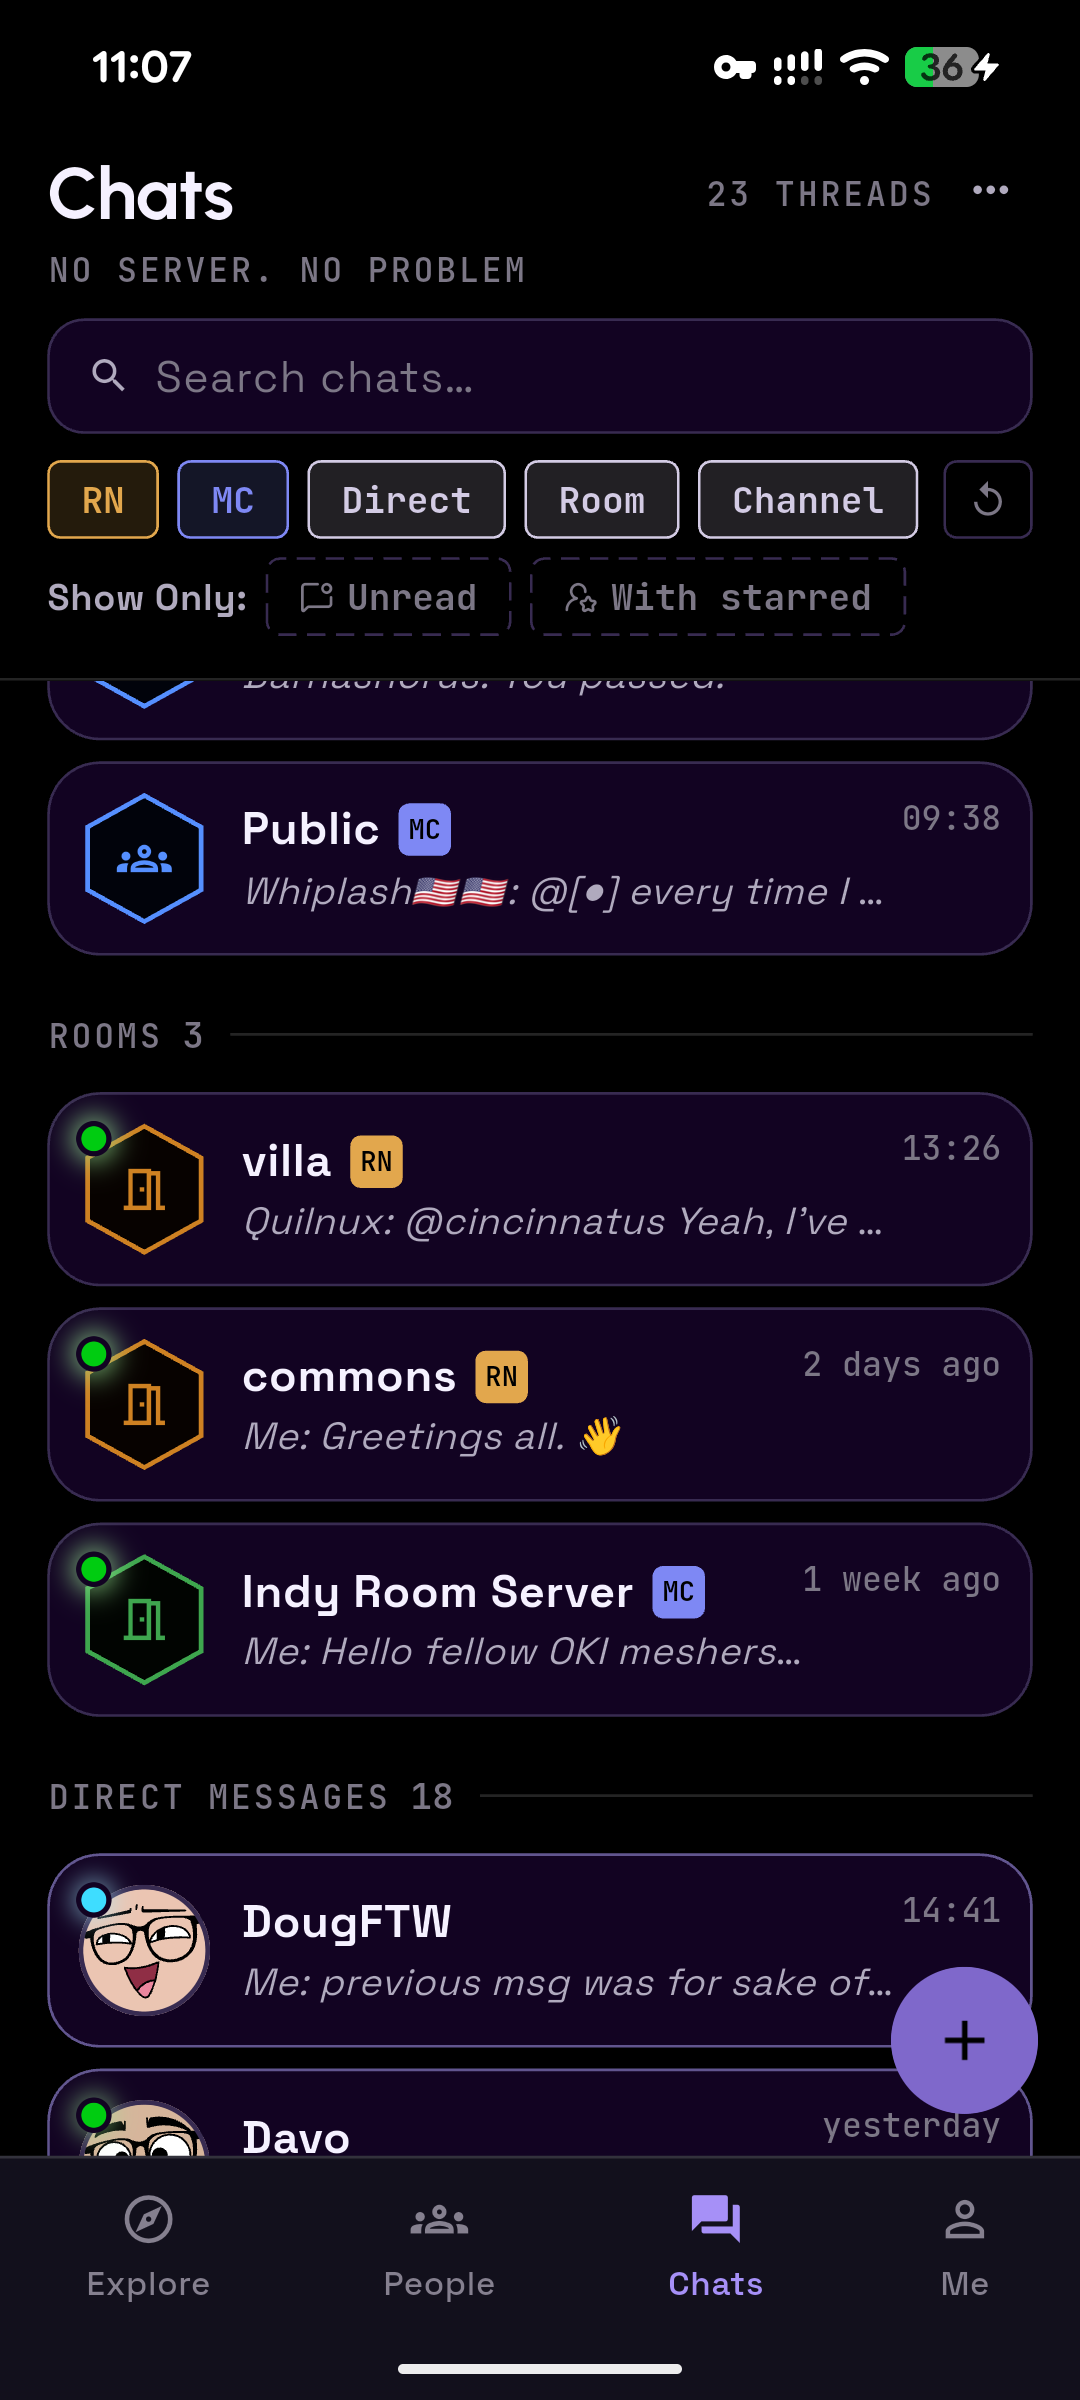 11:07
36
Chats
23 THREADS
NO SERVER. NO PROBLEM
Search chats…
RN MC Direct Room Channel
Show Only: Unread With starred
You passed.
Public MC 09:38
Whiplash🇺🇸🇺🇸: @[●] every time I …
ROOMS 3
villa RN 13:26
Quilnux: @cincinnatus Yeah, I've …
commons RN 2 days ago
Me: Greetings all. 👋
Indy Room Server MC 1 week ago
Me: Hello fellow OKI meshers…
DIRECT MESSAGES 18
DougFTW 14:41
Me: previous msg was for sake of…
Davo yesterday
Explore People Chats Me